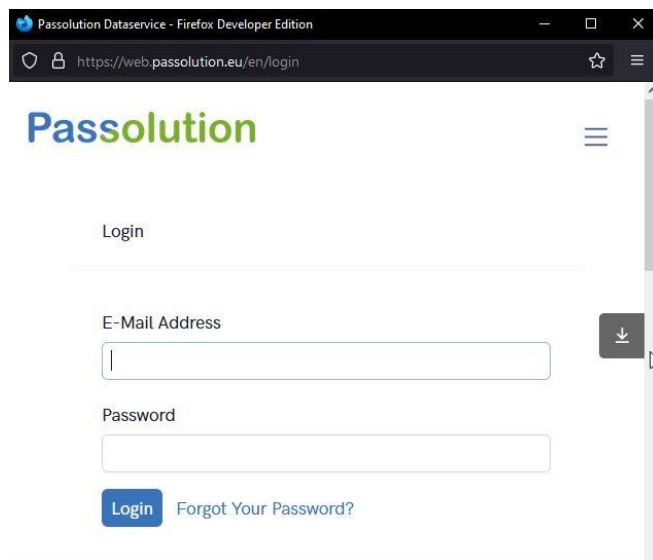 Passolution Dataservice - Firefox Developer Edition
https://web.passolution.eu/en/login
Passolution
Login
E-Mail Address
Password
Login Forgot Your Password?